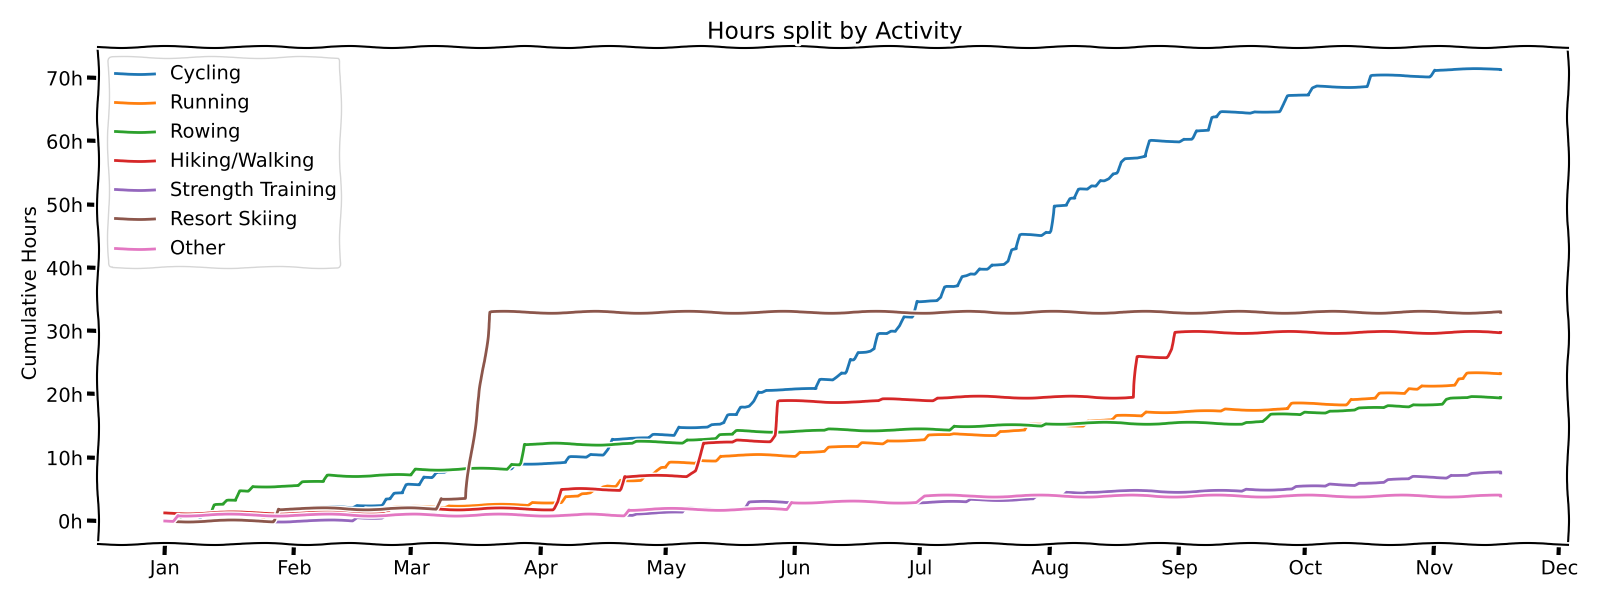 Hours split by Activity
Cycling
Running
Rowing
Hiking/Walking
Strength Training
Resort Skiing
Other
Cumulative Hours
70h
60h
50h
40h
30h
20h
10h
0h
Jan Feb Mar Apr May Jun Jul Aug Sep Oct Nov Dec